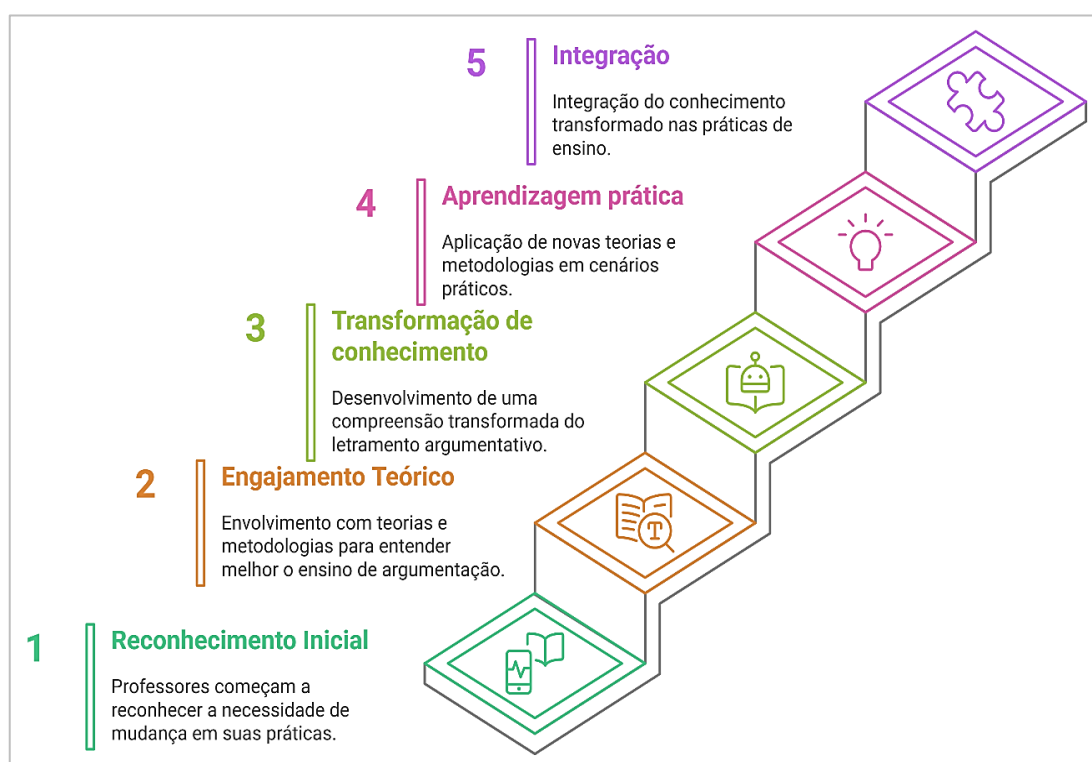 5
Integração
Integração do conhecimento
transformado nas práticas de
ensino.
4
Aprendizagem prática
Aplicação de novas teorias e
metodologias em cenários
práticos.
3
Transformação de
conhecimento
Desenvolvimento de uma
compreensão transformada do
letramento argumentativo.
2
Engajamento Teórico
Envolvimento com teorias e
metodologias para entender
melhor o ensino de argumentação.
T
1
Reconhecimento Inicial
Professores começam a
reconhecer a necessidade de
mudança em suas práticas.